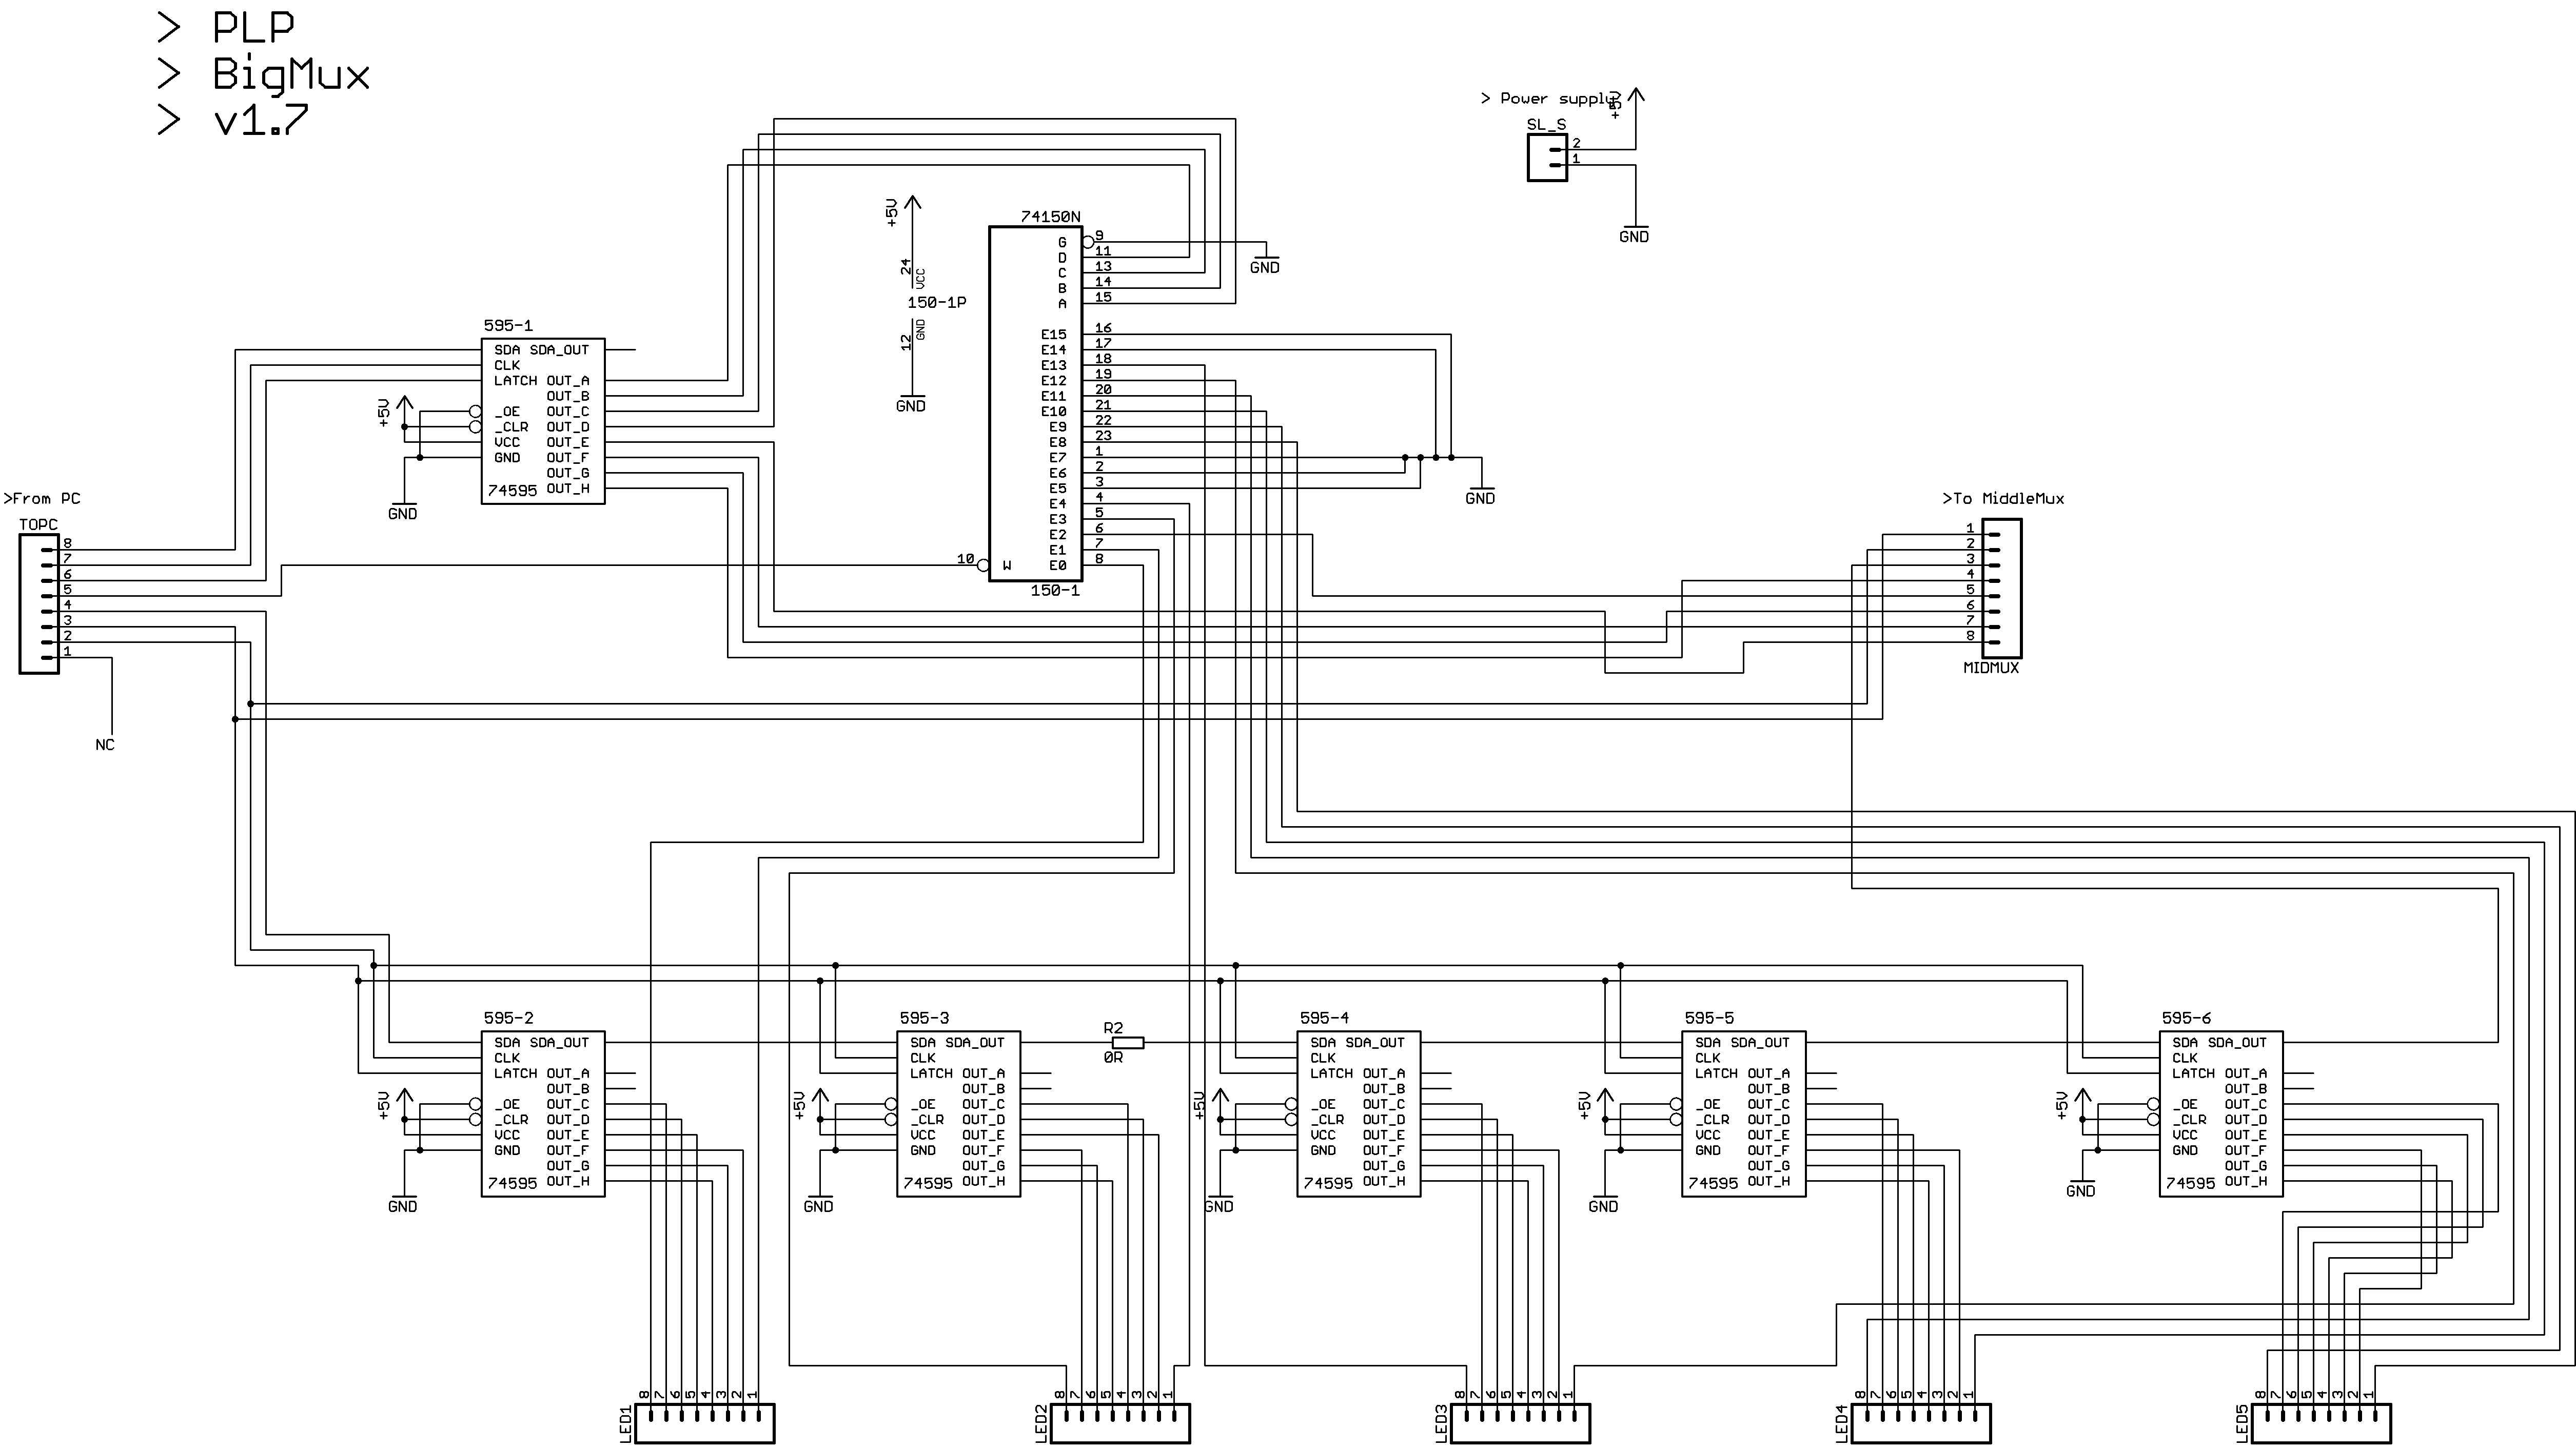 > PLP
> BigMux
> v1.7
> Power supply
+5V
SL_S
2
1
GND
+5V
24
VCC
150-1P
GND
12
GND
74150N
G 9
D 11
C 13
B 14
A 15
GND
E15 16
E14 17
E13 18
E12 19
E11 20
E10 21
E9 22
E8 23
E7 1
E6 2
E5 3
E4 4
E3 5
E2 6
E1 7
10 W E0 8
150-1
GND
595-1
SDA SDA_OUT
CLK
LATCH OUT_A
OUT_B
_OE OUT_C
_CLR OUT_D
VCC OUT_E
GND OUT_F
OUT_G
74595 OUT_H
+5V
GND
>From PC
TOPC
8
7
6
5
4
3
2
1
NC
>To MiddleMux
1
2
3
4
5
6
7
8
MIDMUX
595-2
SDA SDA_OUT
CLK
LATCH OUT_A
OUT_B
_OE OUT_C
_CLR OUT_D
VCC OUT_E
GND OUT_F
OUT_G
74595 OUT_H
+5V
GND
595-3
SDA SDA_OUT
CLK
LATCH OUT_A
OUT_B
_OE OUT_C
_CLR OUT_D
VCC OUT_E
GND OUT_F
OUT_G
74595 OUT_H
+5V
GND
R2
0R
595-4
SDA SDA_OUT
CLK
LATCH OUT_A
OUT_B
_OE OUT_C
_CLR OUT_D
VCC OUT_E
GND OUT_F
OUT_G
74595 OUT_H
+5V
GND
595-5
SDA SDA_OUT
CLK
LATCH OUT_A
OUT_B
_OE OUT_C
_CLR OUT_D
VCC OUT_E
GND OUT_F
OUT_G
74595 OUT_H
+5V
GND
595-6
SDA SDA_OUT
CLK
LATCH OUT_A
OUT_B
_OE OUT_C
_CLR OUT_D
VCC OUT_E
GND OUT_F
OUT_G
74595 OUT_H
+5V
GND
8 7 6 5 4 3 2 1
LED1
8 7 6 5 4 3 2 1
LED2
8 7 6 5 4 3 2 1
LED3
8 7 6 5 4 3 2 1
LED4
8 7 6 5 4 3 2 1
LED5